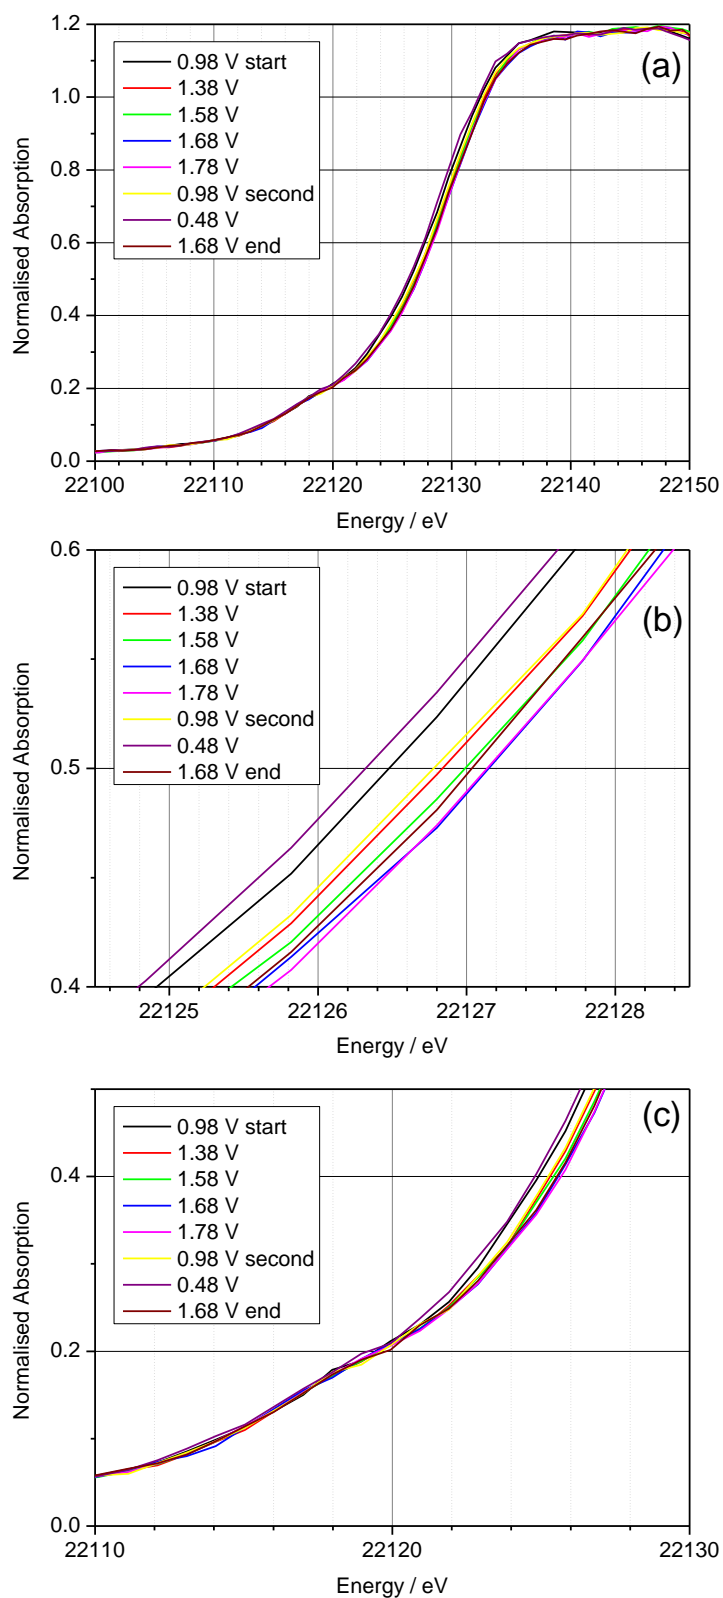 1.2
1.0
0.8
0.6
0.4
0.2
0.0
Normalised Absorption
(a)
0.98 V start
1.38 V
1.58 V
1.68 V
1.78 V
0.98 V second
0.48 V
1.68 V end
22100 22110 22120 22130 22140 22150
Energy / eV
0.6
0.5
0.4
Normalised Absorption
(b)
0.98 V start
1.38 V
1.58 V
1.68 V
1.78 V
0.98 V second
0.48 V
1.68 V end
22125 22126 22127 22128
Energy / eV
0.4
0.2
0.0
Normalised Absorption
(c)
0.98 V start
1.38 V
1.58 V
1.68 V
1.78 V
0.98 V second
0.48 V
1.68 V end
22110 22120 22130
Energy / eV